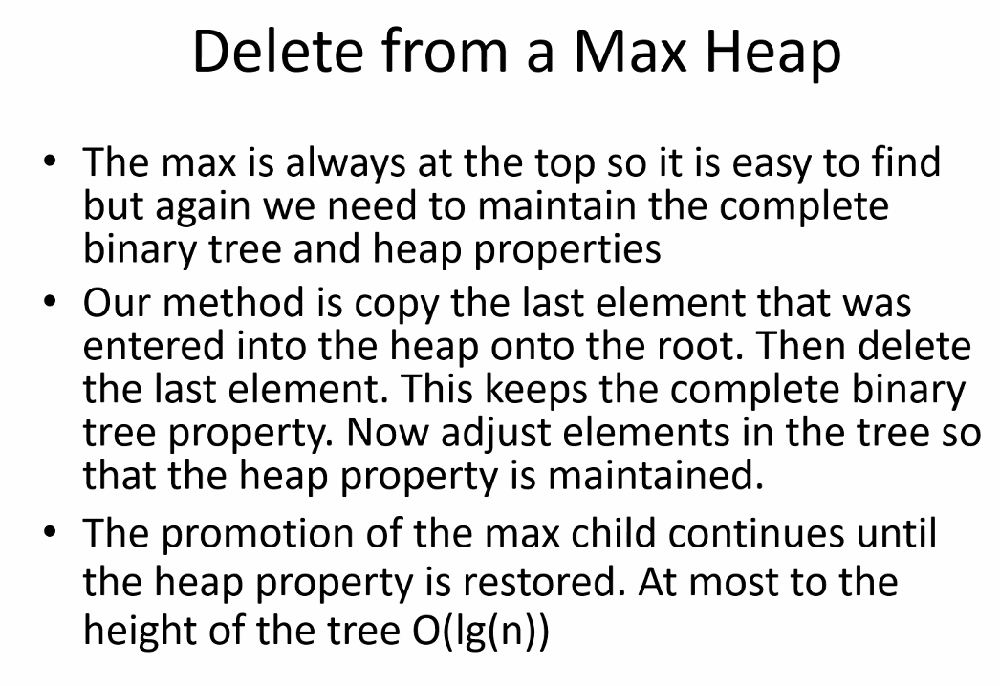 Delete from a Max Heap
• The max is always at the top so it is easy to find
but again we need to maintain the complete
binary tree and heap properties
• Our method is copy the last element that was
entered into the heap onto the root. Then delete
the last element. This keeps the complete binary
tree property. Now adjust elements in the tree so
that the heap property is maintained.
• The promotion of the max child continues until
the heap property is restored. At most to the
height of the tree O(lg(n))